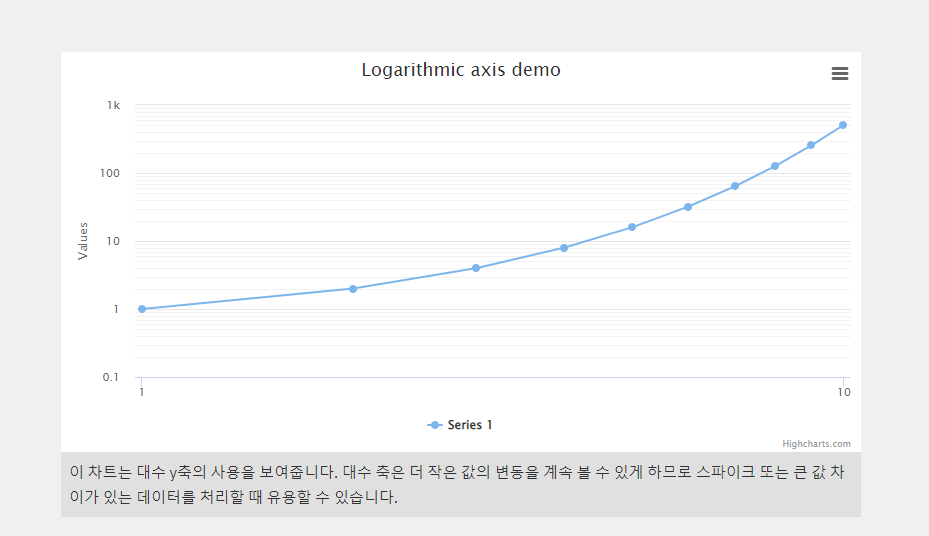 Logarithmic axis demo
1k
100
10
1
0.1
Values
1
10
Series 1
Highcharts.com
이 차트는 대수 y축의 사용을 보여줍니다. 대수 축은 더 작은 값의 변동을 계속 볼 수 있게 하므로 스파이크 또는 큰 값 차
이가 있는 데이터를 처리할 때 유용할 수 있습니다.